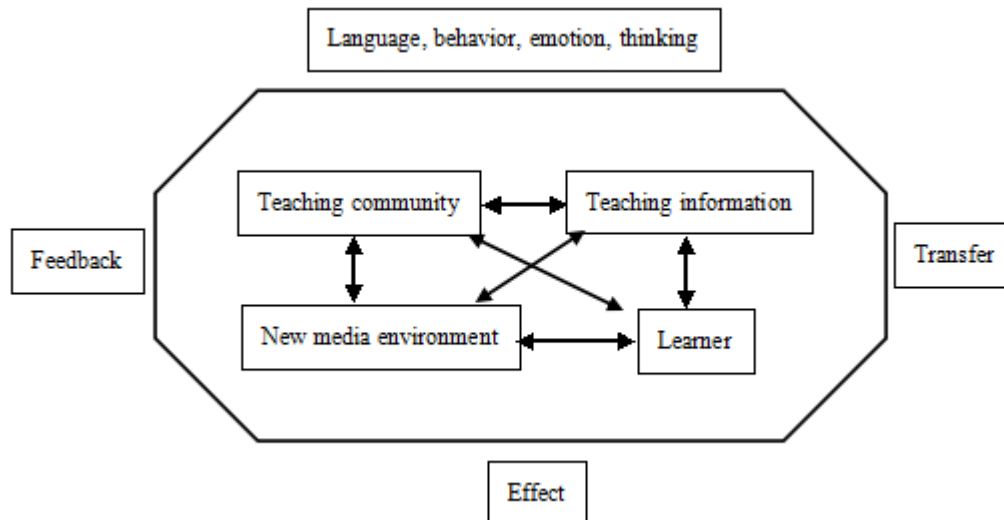 Language, behavior, emotion, thinking
Teaching community
Teaching information
Feedback
Transfer
New media environment
Learner
Effect